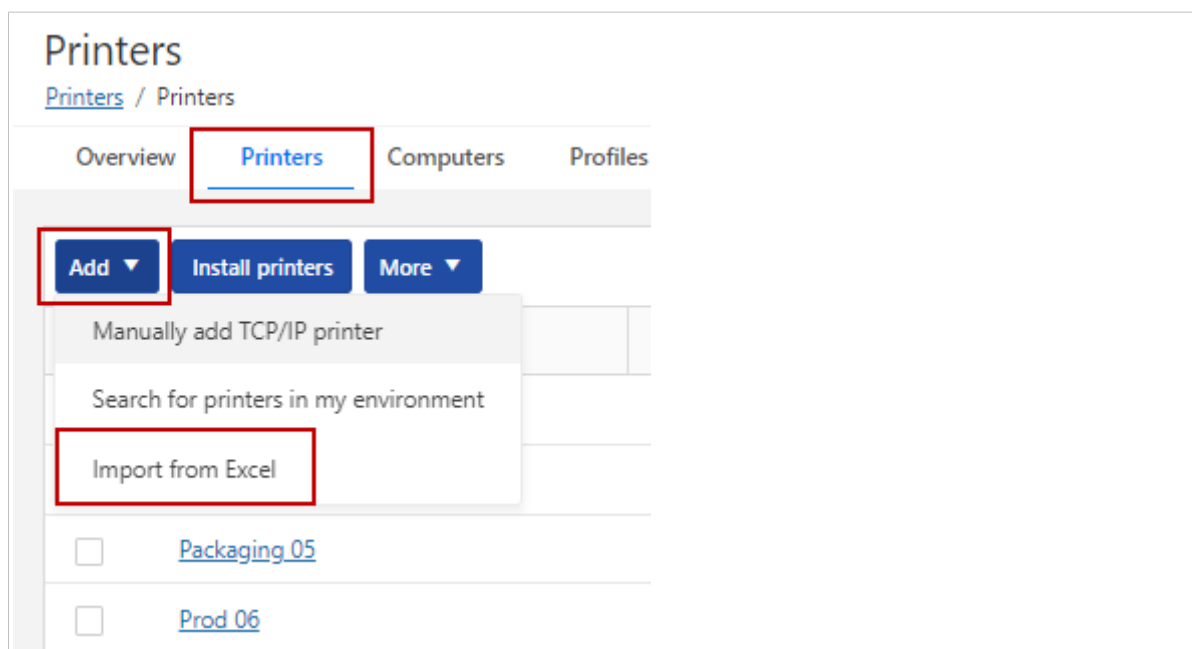 Printers
Printers / Printers
Overview Printers Computers Profiles
Add ▼ Install printers More ▼
Manually add TCP/IP printer
Search for printers in my environment
Import from Excel
Packaging 05
Prod 06